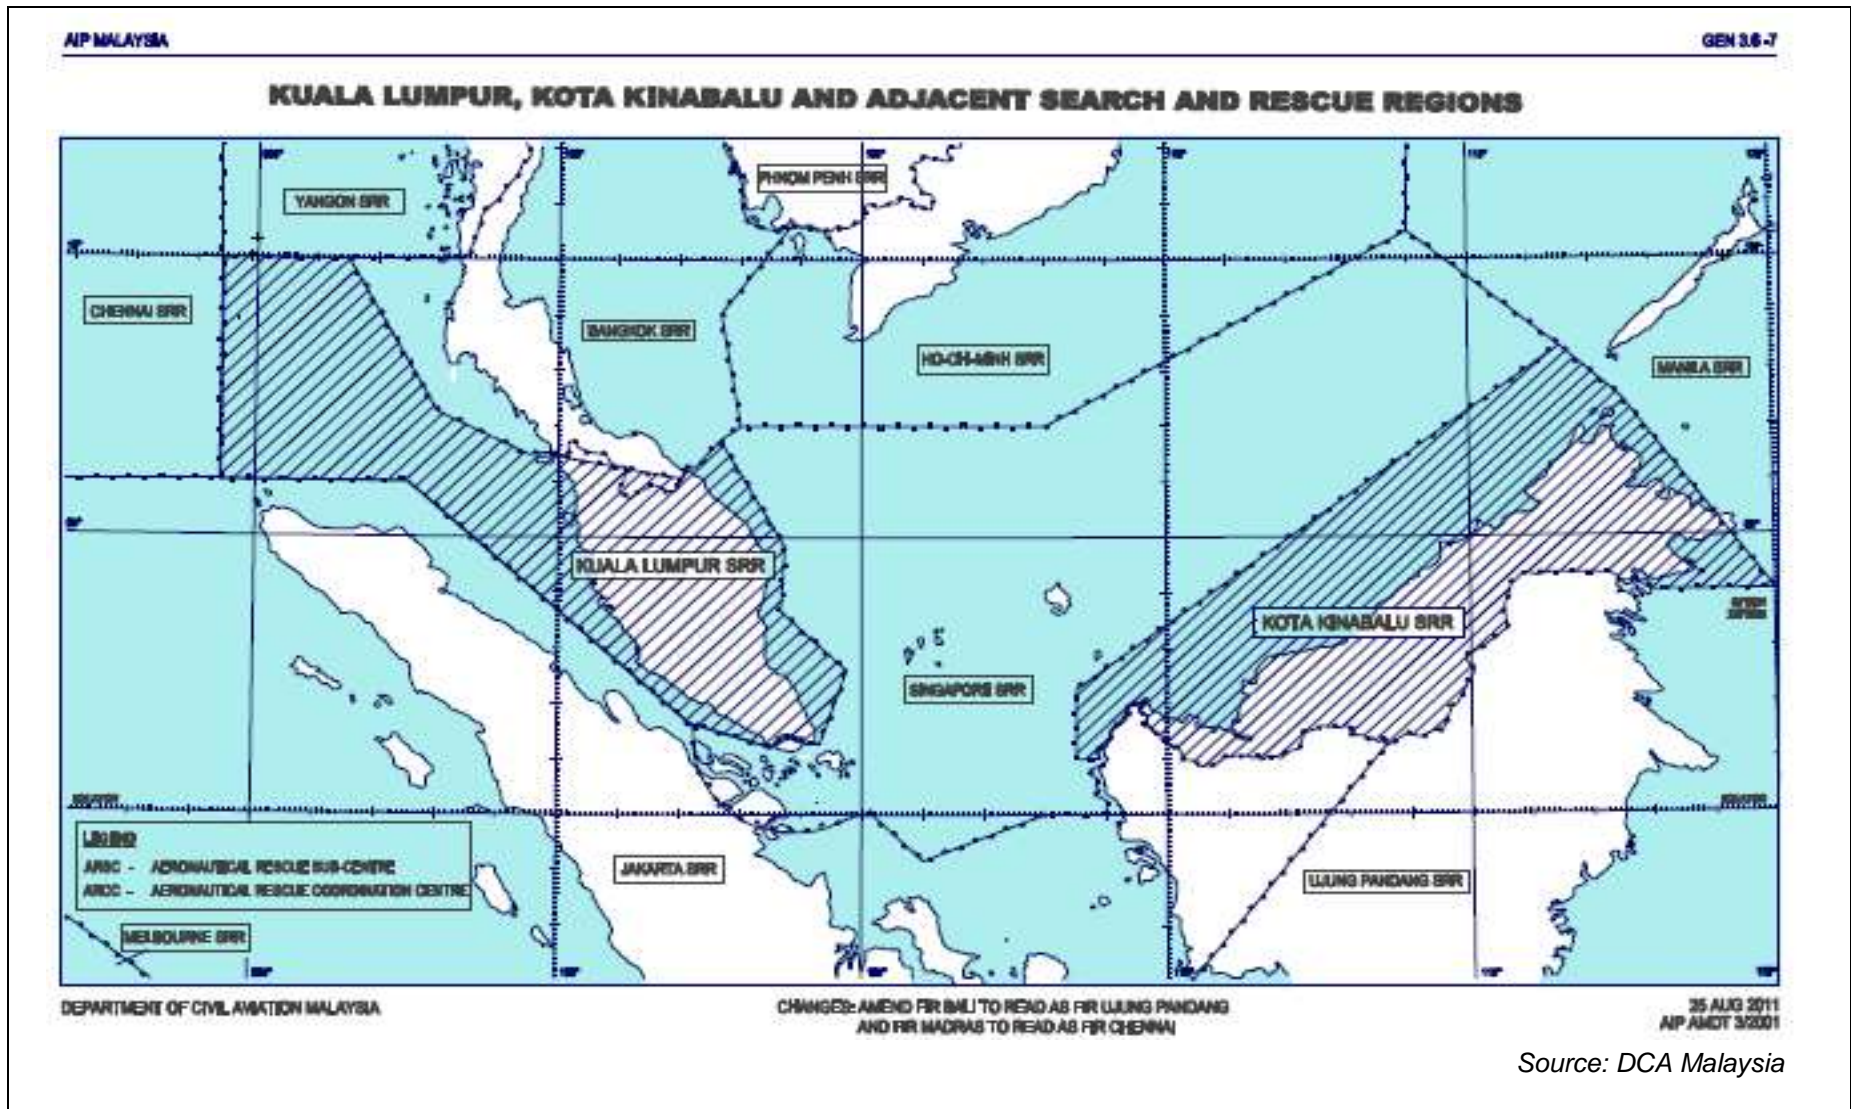 AIP MALAYSIA
GEN 3.6 -7
KUALA LUMPUR, KOTA KINABALU AND ADJACENT SEARCH AND RESCUE REGIONS
PHNOM PENH SRR
YANGON SRR
CHENNAI SRR
BANGKOK SRR
HO-CHI-MINH SRR
MANILA SRR
KUALA LUMPUR SRR
KOTA KINABALU SRR
SINGAPORE SRR
EQUATOR
EQUATOR
LEGEND
ARSC - AERONAUTICAL RESCUE SUB-CENTRE
ARCC - AERONAUTICAL RESCUE COORDINATION CENTRE
JAKARTA SRR
UJUNG PANDANG SRR
MELBOURNE SRR
DEPARTMENT OF CIVIL AVIATION MALAYSIA
CHANGES: AMEND FIR BALI TO READ AS FIR UJUNG PANDANG
AND FIR MADRAS TO READ AS FIR CHENNAI
25 AUG 2011
AIP AMDT 3/2001
Source: DCA Malaysia